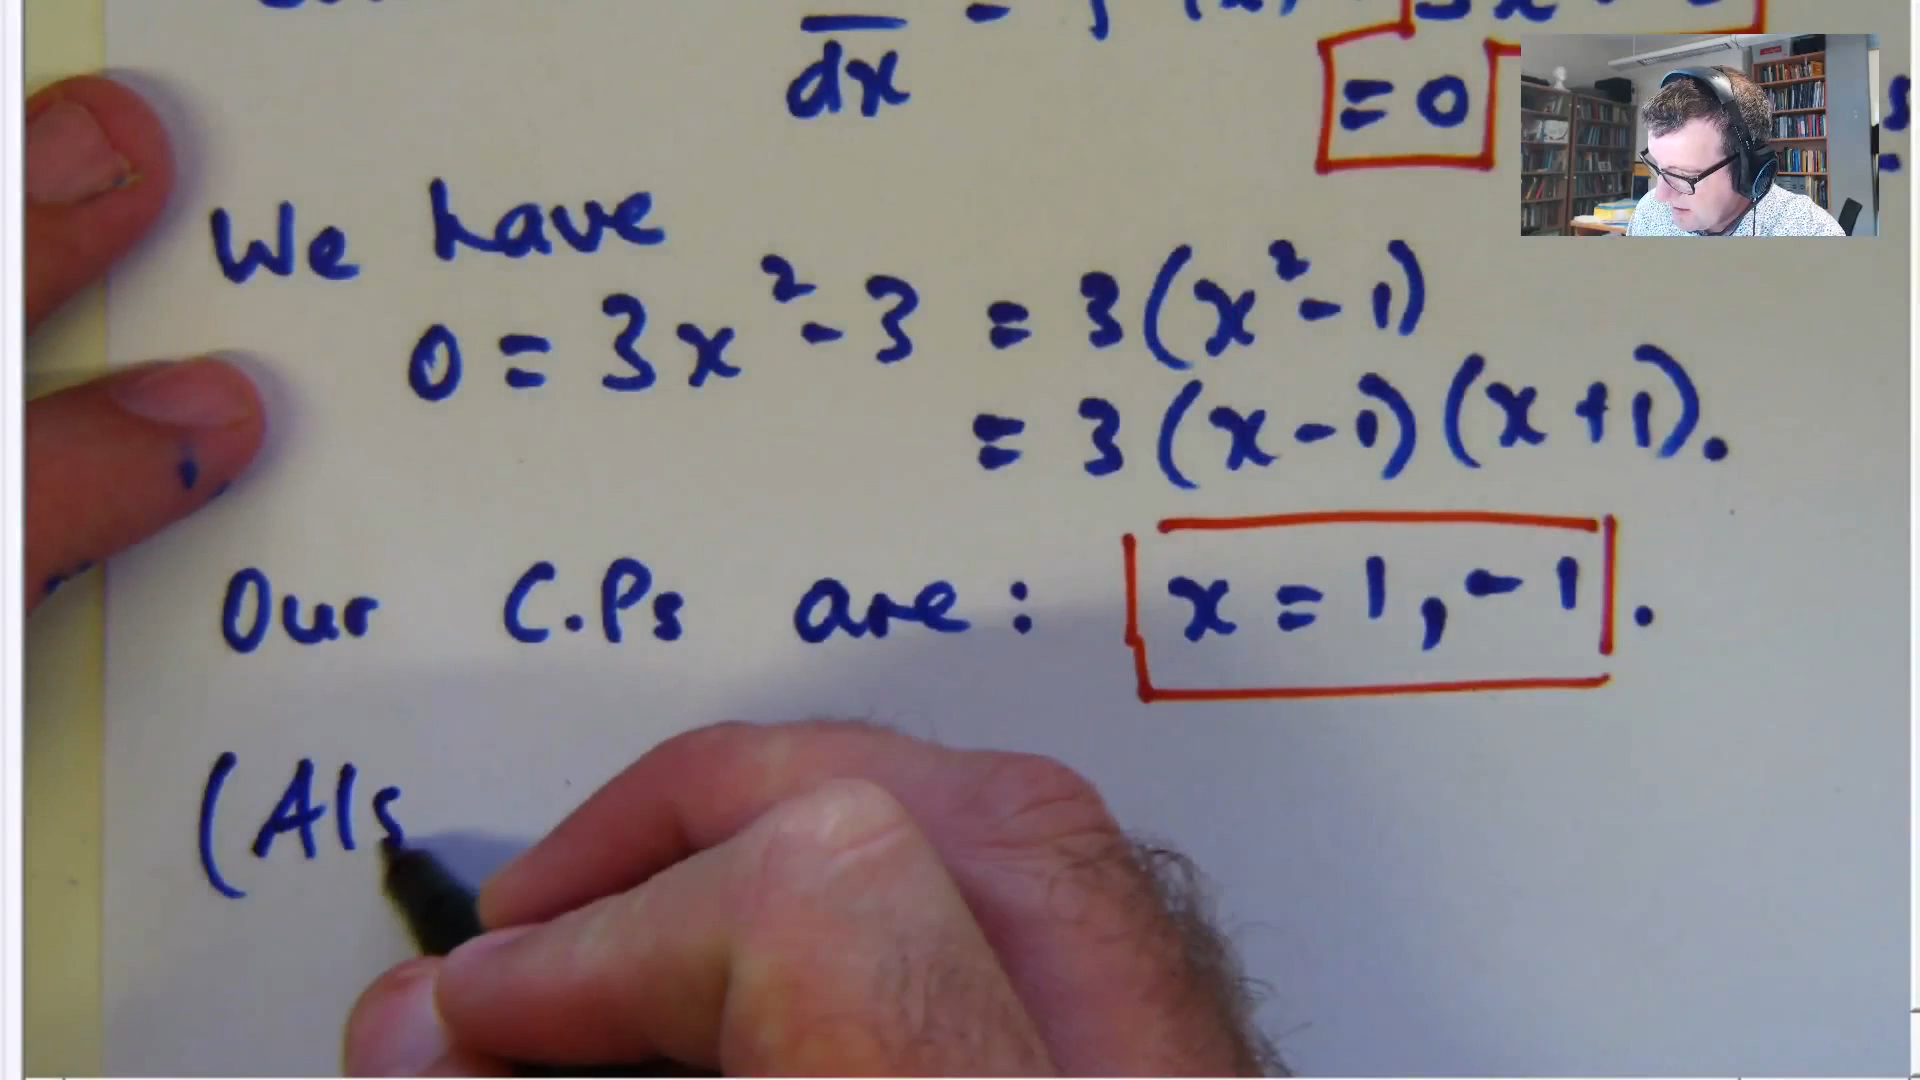 dx
= 0
We have
0 = 3x² - 3 = 3(x² - 1)
= 3(x - 1)(x + 1).
Our C.Ps are: x = 1, -1.
(Als